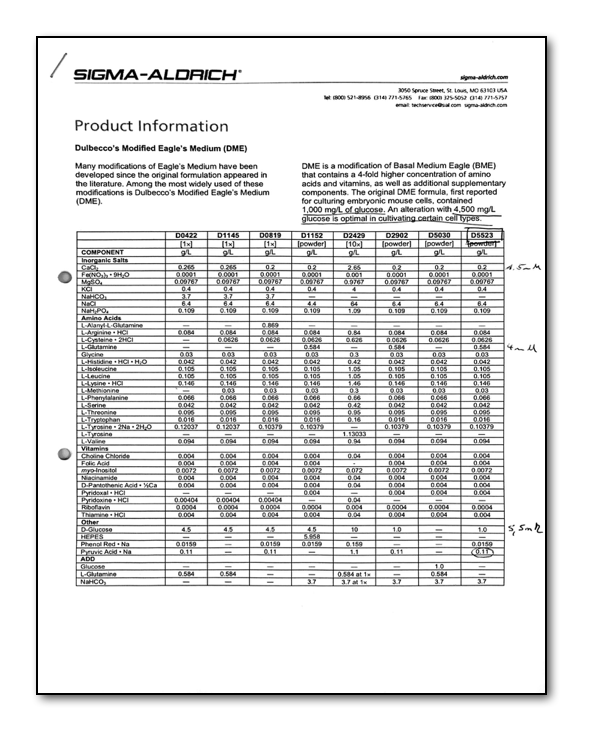 SIGMA-ALDRICH®
sigma-aldrich.com
3050 Spruce Street, St. Louis, MO 63103 USA
Tel: (800) 521-8956 (314) 771-5765 Fax: (800) 325-5052 (314) 771-5757
email: techservice@sial.com sigma-aldrich.com
Product Information
Dulbecco's Modified Eagle's Medium (DME)
Many modifications of Eagle's Medium have been
developed since the original formulation appeared in
the literature. Among the most widely used of these
modifications is Dulbecco's Modified Eagle's Medium
(DME).
DME is a modification of Basal Medium Eagle (BME)
that contains a 4-fold higher concentration of amino
acids and vitamins, as well as additional supplementary
components. The original DME formula, first reported
for culturing embryonic mouse cells, contained
1,000 mg/L of glucose. An alteration with 4,500 mg/L
glucose is optimal in cultivating certain cell types.
D0422 D1145 D0819 D1152 D2429 D2902 D5030 D5523
[1×] [1×] [1×] [powder] [10×] [powder] [powder] [powder]
COMPONENT g/L g/L g/L g/L g/L g/L g/L g/L
Inorganic Salts
CaCl₂ 0.265 0.265 0.2 0.2 2.65 0.2 0.2 0.2 1.5mM
Fe(NO₃)₃ • 9H₂O 0.0001 0.0001 0.0001 0.0001 0.001 0.0001 0.0001 0.0001
MgSO₄ 0.09767 0.09767 0.09767 0.09767 0.9767 0.09767 0.09767 0.09767
KCl 0.4 0.4 0.4 0.4 4 0.4 0.4 0.4
NaHCO₃ 3.7 3.7 3.7 — — — — —
NaCl 6.4 6.4 6.4 4.4 64 6.4 6.4 6.4
NaH₂PO₄ 0.109 0.109 0.109 0.109 1.09 0.109 0.109 0.109
Amino Acids
L-Alanyl-L-Glutamine — — 0.869 — — — — —
L-Arginine • HCl 0.084 0.084 0.084 0.084 0.84 0.084 0.084 0.084
L-Cysteine • 2HCl — 0.0626 0.0626 0.0626 0.626 0.0626 0.0626 0.0626
L-Glutamine — — — 0.584 — 0.584 — 0.584 4mM
Glycine 0.03 0.03 0.03 0.03 0.3 0.03 0.03 0.03
L-Histidine • HCl • H₂O 0.042 0.042 0.042 0.042 0.42 0.042 0.042 0.042
L-Isoleucine 0.105 0.105 0.105 0.105 1.05 0.105 0.105 0.105
L-Leucine 0.105 0.105 0.105 0.105 1.05 0.105 0.105 0.105
L-Lysine • HCl 0.146 0.146 0.146 0.146 1.46 0.146 0.146 0.146
L-Methionine — 0.03 0.03 0.03 0.3 0.03 0.03 0.03
L-Phenylalanine 0.066 0.066 0.066 0.066 0.66 0.066 0.066 0.066
L-Serine 0.042 0.042 0.042 0.042 0.42 0.042 0.042 0.042
L-Threonine 0.095 0.095 0.095 0.095 0.95 0.095 0.095 0.095
L-Tryptophan 0.016 0.016 0.016 0.016 0.16 0.016 0.016 0.016
L-Tyrosine • 2Na • 2H₂O 0.12037 0.12037 0.10379 0.10379 — 0.10379 0.10379 0.10379
L-Tyrosine — — — — 1.13033 — — —
L-Valine 0.094 0.094 0.094 0.094 0.94 0.094 0.094 0.094
Vitamins
Choline Chloride 0.004 0.004 0.004 0.004 0.04 0.004 0.004 0.004
Folic Acid 0.004 0.004 0.004 0.004 - 0.004 0.004 0.004
myo-Inositol 0.0072 0.0072 0.0072 0.0072 0.072 0.0072 0.0072 0.0072
Niacinamide 0.004 0.004 0.004 0.004 0.04 0.004 0.004 0.004
D-Pantothenic Acid • ½Ca 0.004 0.004 0.004 0.004 0.04 0.004 0.004 0.004
Pyridoxal • HCl — — — 0.004 — 0.004 0.004 0.004
Pyridoxine • HCl 0.00404 0.00404 0.00404 — 0.04 — — —
Riboflavin 0.0004 0.0004 0.0004 0.0004 0.004 0.0004 0.0004 0.0004
Thiamine • HCl 0.004 0.004 0.004 0.004 0.04 0.004 0.004 0.004
Other
D-Glucose 4.5 4.5 4.5 4.5 10 1.0 — 1.0 5,5mM
HEPES — — — 5.958 — — — —
Phenol Red • Na 0.0159 — 0.0159 0.0159 0.159 — — 0.0159
Pyruvic Acid • Na 0.11 — 0.11 — 1.1 0.11 — 0.11
ADD
Glucose — — — — — — 1.0 —
L-Glutamine 0.584 0.584 — — 0.584 at 1× — 0.584 —
NaHCO₃ — — — 3.7 3.7 at 1× 3.7 3.7 3.7